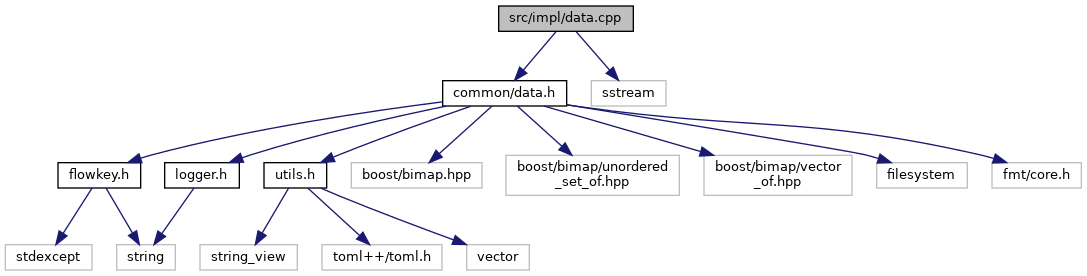 src/impl/data.cpp
common/data.h
sstream
flowkey.h
logger.h
utils.h
boost/bimap.hpp
boost/bimap/unordered
_set_of.hpp
boost/bimap/vector
_of.hpp
filesystem
fmt/core.h
stdexcept
string
string_view
toml++/toml.h
vector